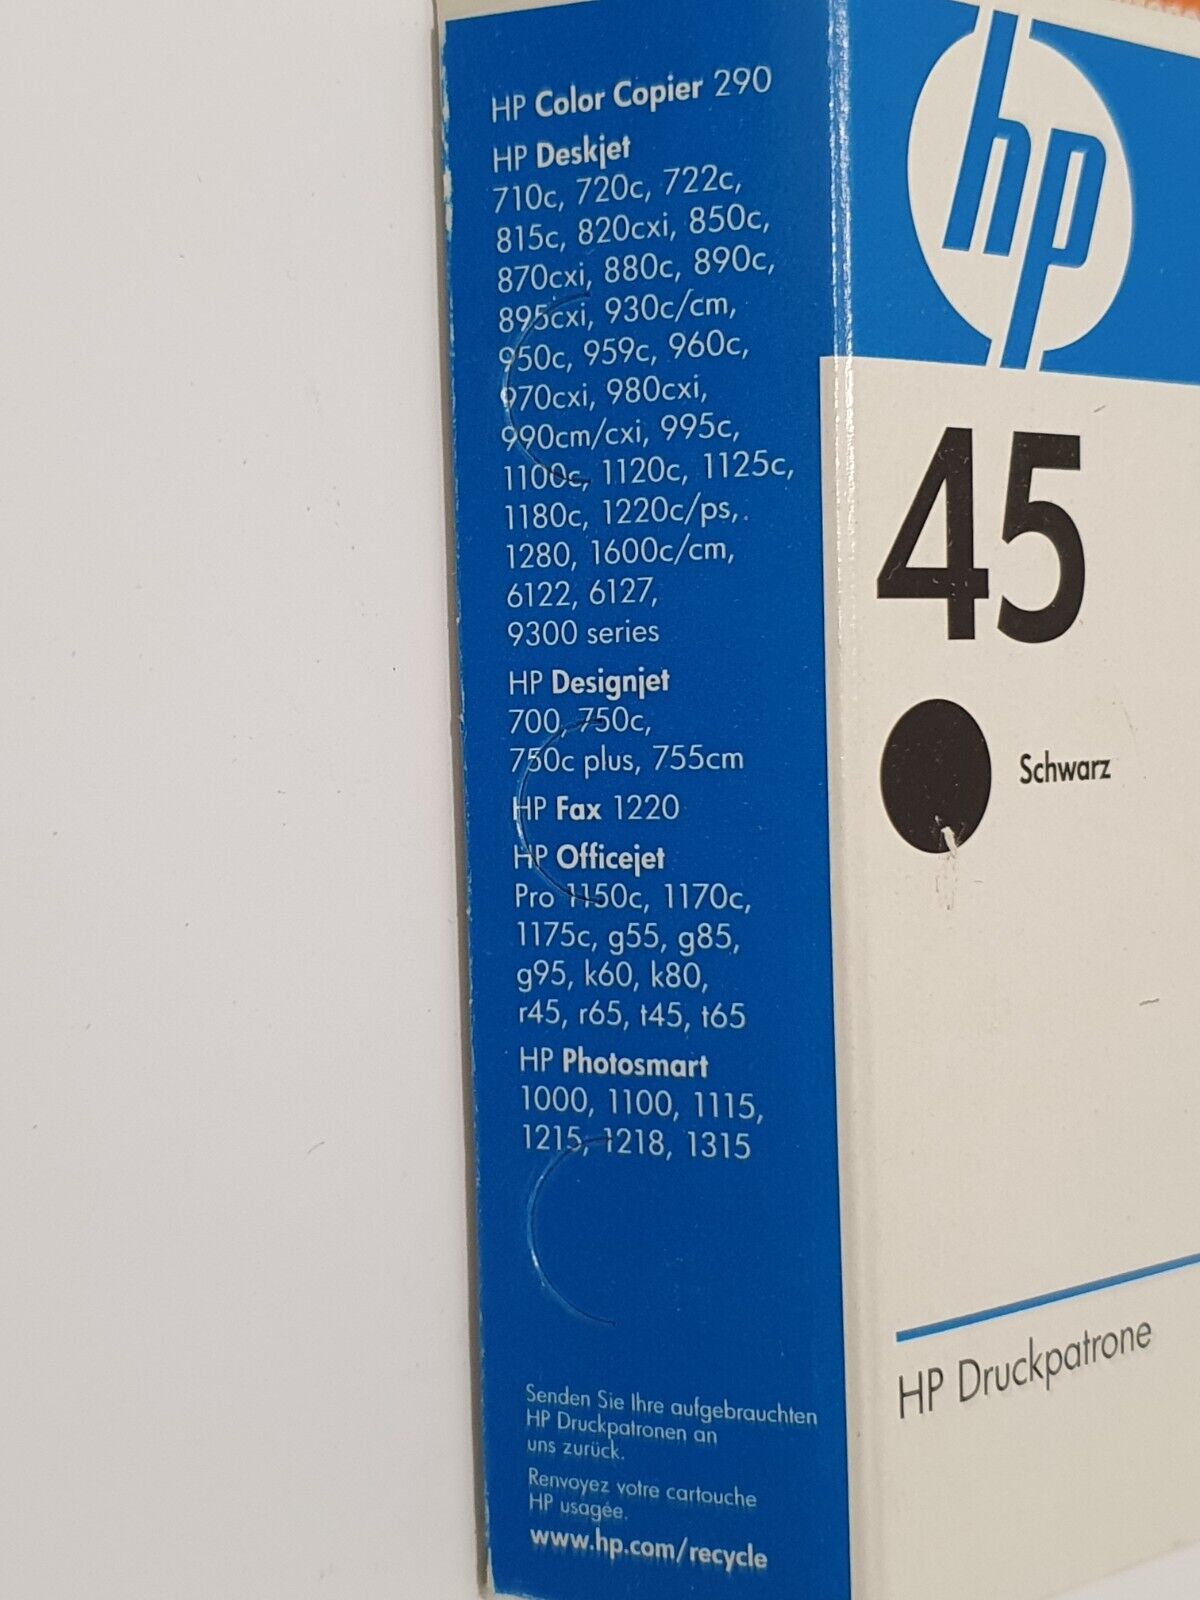 HP Color Copier 290
HP Deskjet
710c, 720c, 722c,
815c, 820cxi, 850c,
870cxi, 880c, 890c,
895cxi, 930c/cm,
950c, 959c, 960c,
970cxi, 980cxi,
990cm/cxi, 995c,
1100c, 1120c, 1125c,
1180c, 1220c/ps,.
1280, 1600c/cm,
6122, 6127,
9300 series
HP Designjet
700, 750c,
750c plus, 755cm
HP Fax 1220
HP Officejet
Pro 1150c, 1170c,
1175c, g55, g85,
g95, k60, k80,
r45, r65, t45, t65
HP Photosmart
1000, 1100, 1115,
1215, 1218, 1315
Senden Sie Ihre aufgebrauchten
HP Druckpatronen an
uns zurück.
Renvoyez votre cartouche
HP usagée.
www.hp.com/recycle
hp
45
Schwarz
HP Druckpatrone